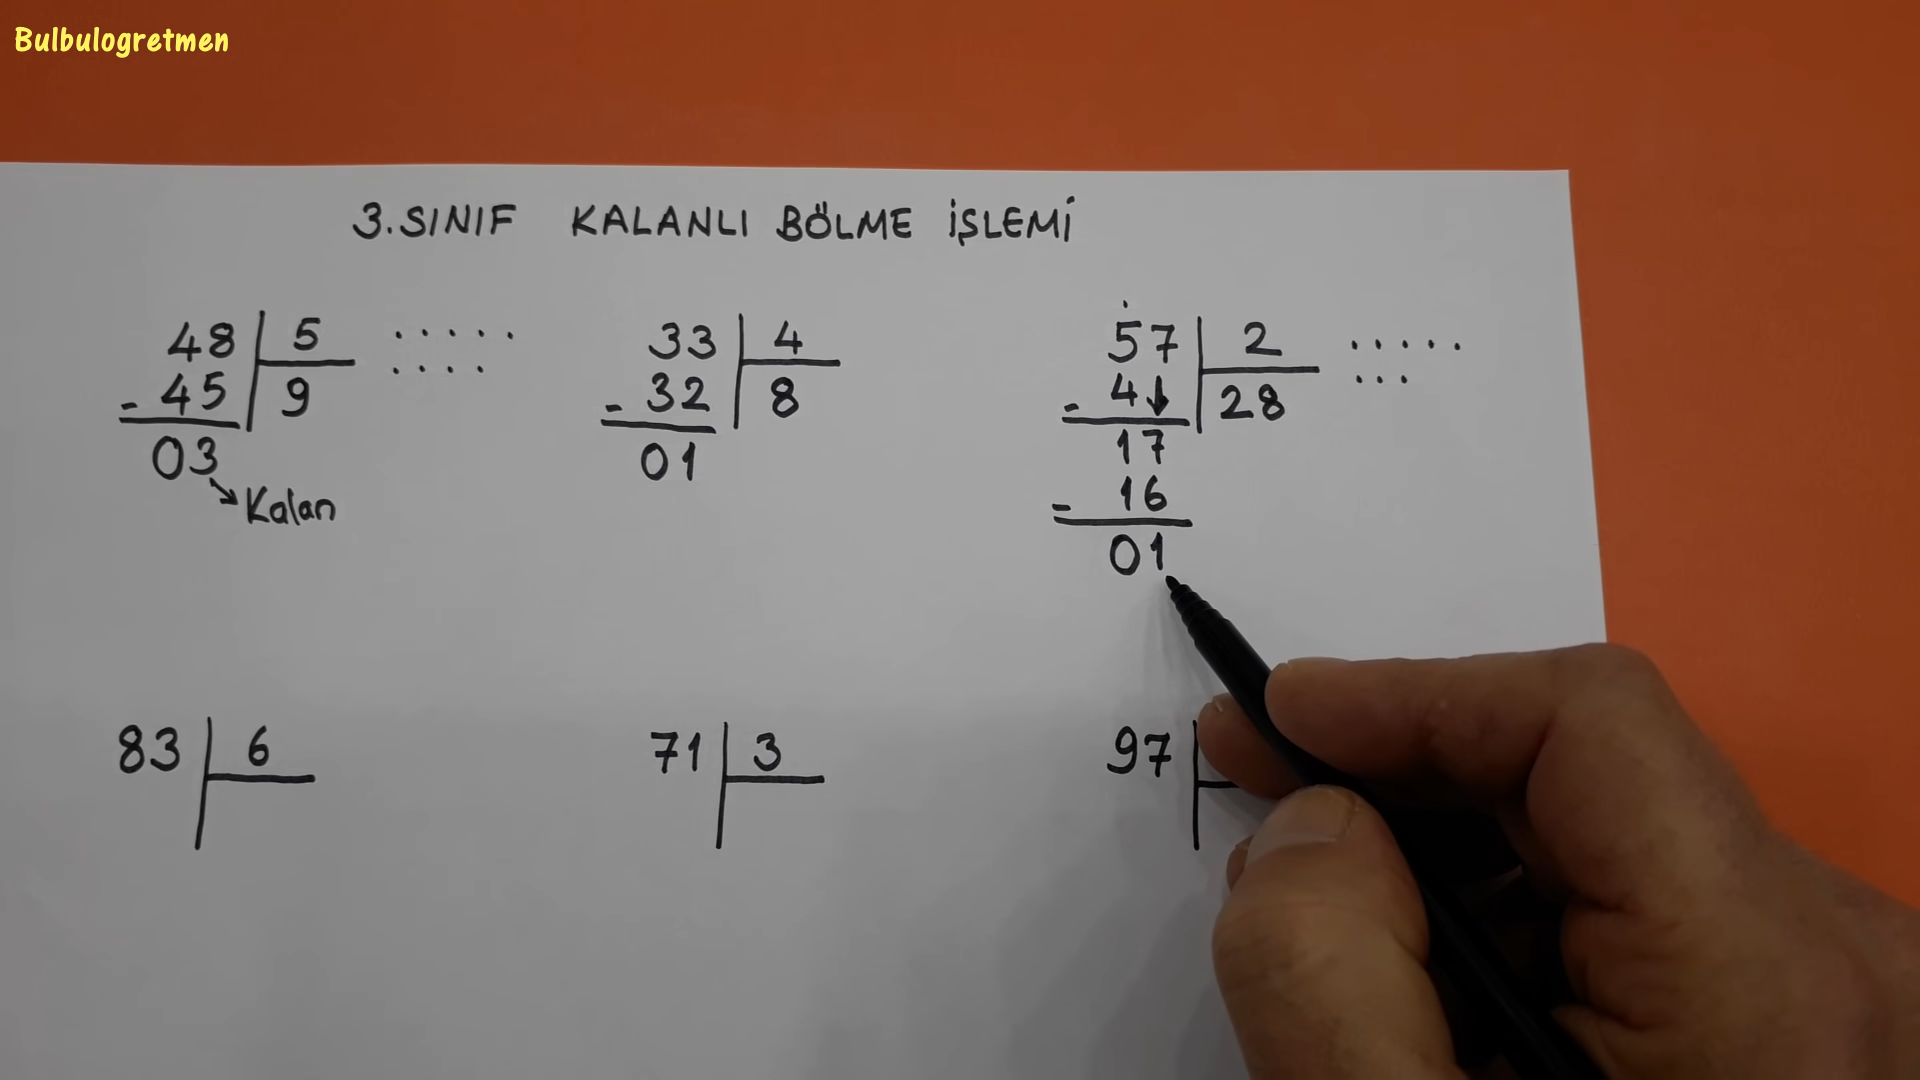 Bulbulogretmen
3.SINIF KALANLI BÖLME İŞLEMİ
48 5
- 45 9
03
Kalan
33 4
- 32 8
01
57 2
- 4 28
17
- 16
01
83 6
71 3
97